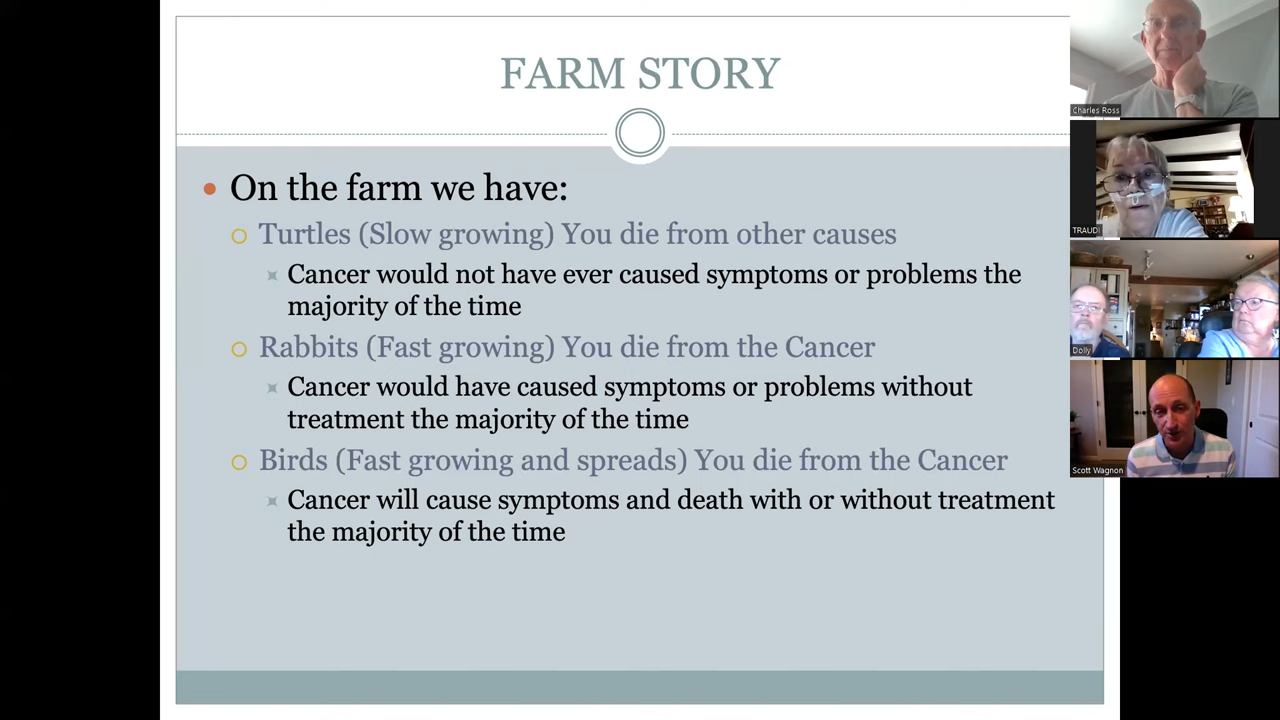 FARM STORY
On the farm we have:
Turtles (Slow growing) You die from other causes
Cancer would not have ever caused symptoms or problems the
majority of the time
Rabbits (Fast growing) You die from the Cancer
Cancer would have caused symptoms or problems without
treatment the majority of the time
Birds (Fast growing and spreads) You die from the Cancer
Cancer will cause symptoms and death with or without treatment
the majority of the time
Charles Ross
TRAUDI
Dolly
Scott Wagnon